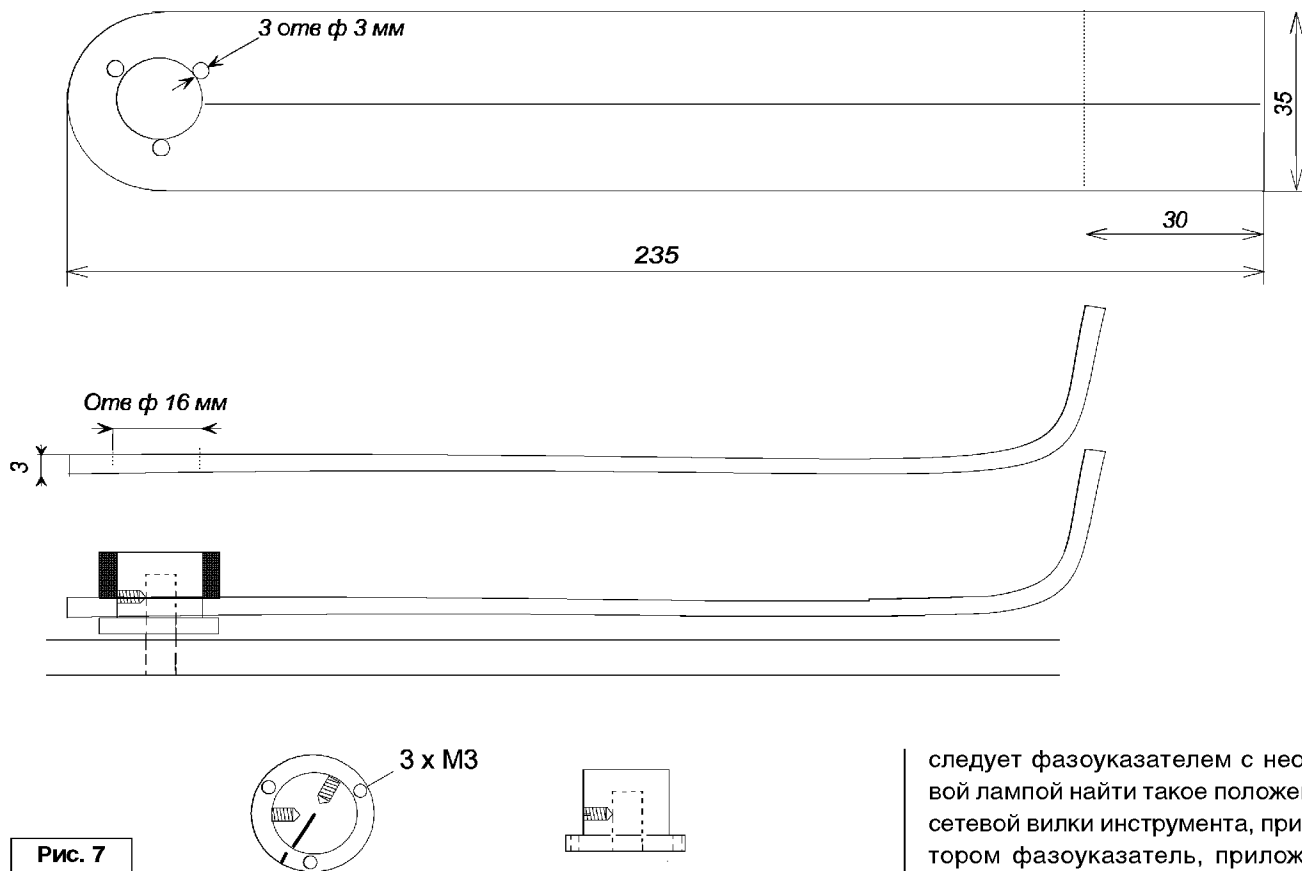 3 отв ф 3 мм
35
30
235
Отв ф 16 мм
3
3 x М3
Рис. 7
следует фазоуказателем с нео
вой лампой найти такое положе
сетевой вилки инструмента, при
тором фазоуказатель, прилож